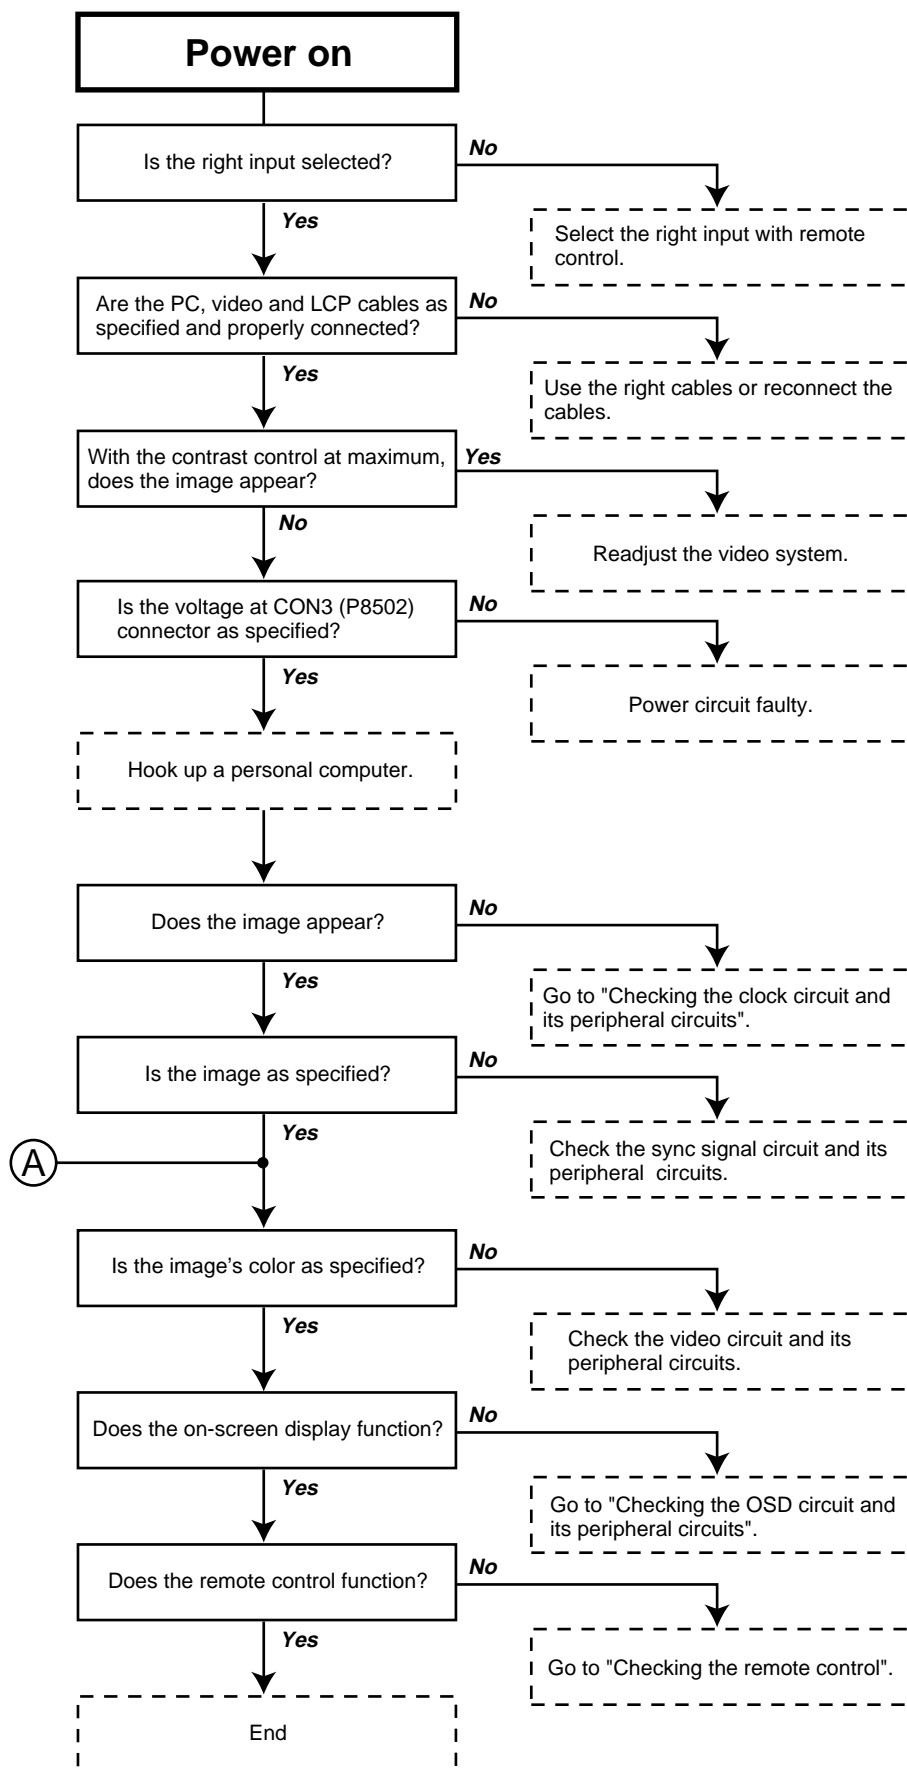 Power on
Is the right input selected?
No
Yes
Select the right input with remote
control.
Are the PC, video and LCP cables as
specified and properly connected?
No
Yes
Use the right cables or reconnect the
cables.
With the contrast control at maximum,
does the image appear?
Yes
No
Readjust the video system.
Is the voltage at CON3 (P8502)
connector as specified?
No
Yes
Power circuit faulty.
Hook up a personal computer.
Does the image appear?
No
Yes
Go to "Checking the clock circuit and
its peripheral circuits".
Is the image as specified?
No
Yes
A
Check the sync signal circuit and its
peripheral circuits.
Is the image’s color as specified?
No
Yes
Check the video circuit and its
peripheral circuits.
Does the on-screen display function?
No
Yes
Go to "Checking the OSD circuit and
its peripheral circuits".
Does the remote control function?
No
Yes
Go to "Checking the remote control".
End